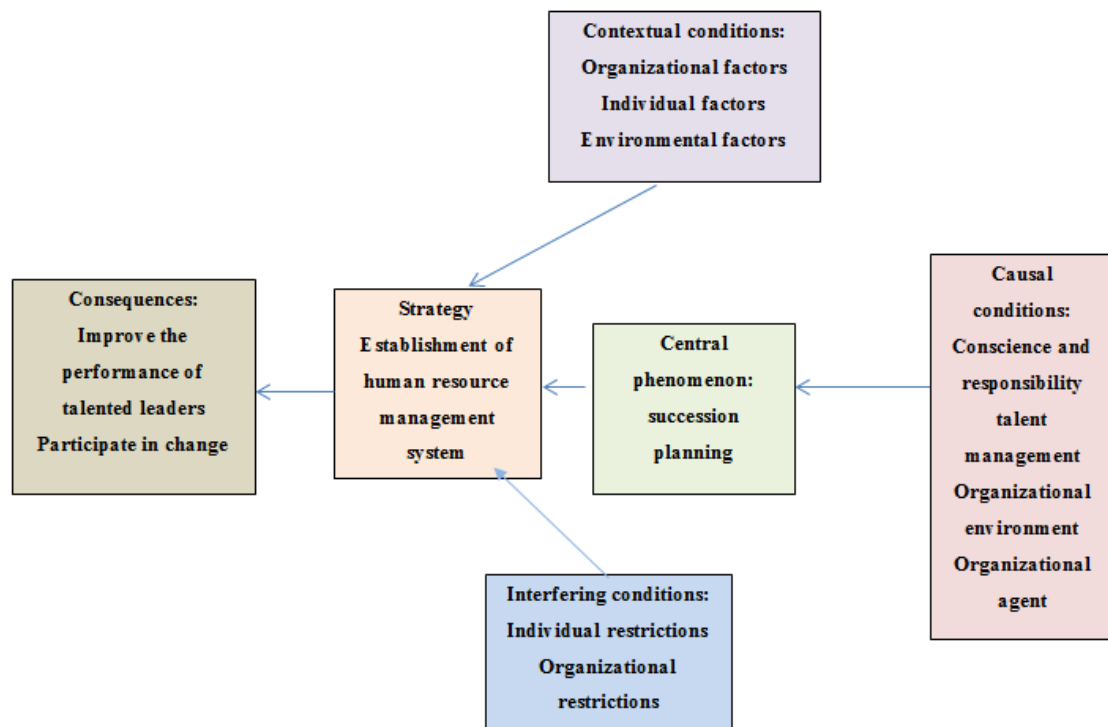 Contextual conditions:
Organizational factors
Individual factors
Environmental factors
Consequences:
Improve the
performance of
talented leaders
Participate in change
Strategy
Establishment of
human resource
management
system
Central
phenomenon:
succession
planning
Causal
conditions:
Conscience and
responsibility
talent
management
Organizational
environment
Organizational
agent
Interfering conditions:
Individual restrictions
Organizational
restrictions